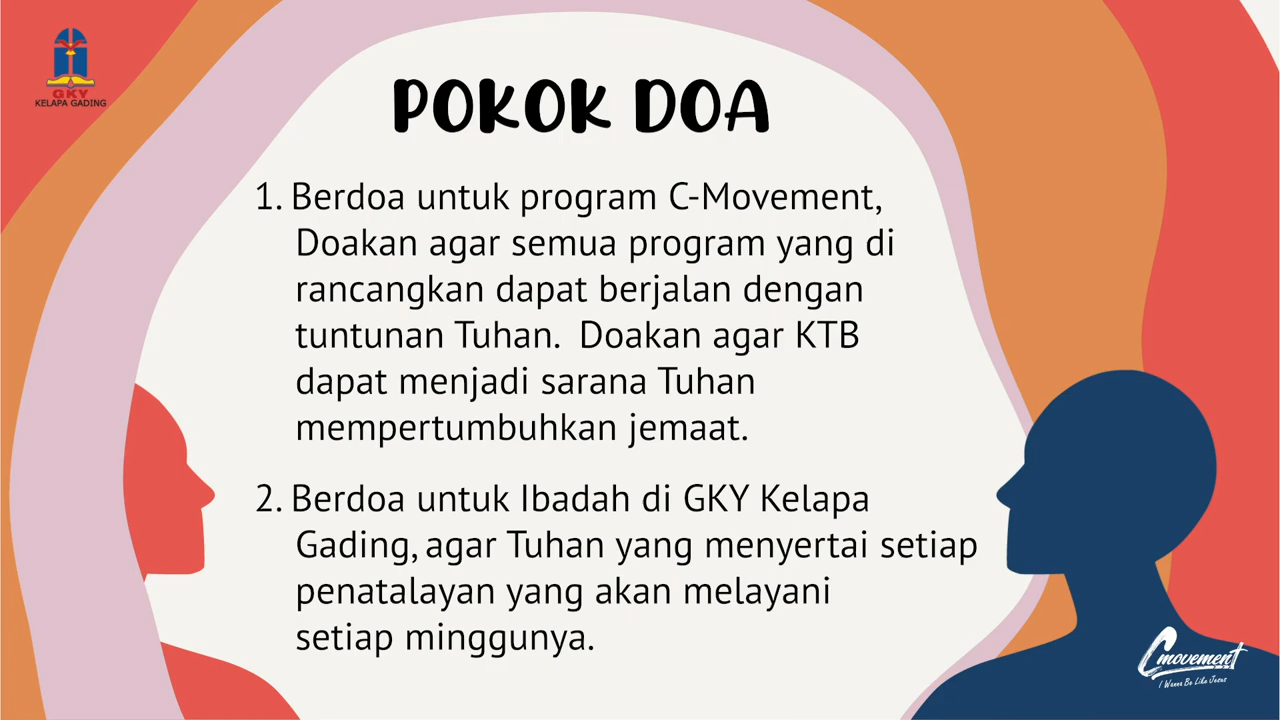 GKY
KELAPA GADING
POKOK DOA
1. Berdoa untuk program C-Movement,
Doakan agar semua program yang di
rancangkan dapat berjalan dengan
tuntunan Tuhan. Doakan agar KTB
dapat menjadi sarana Tuhan
mempertumbuhkan jemaat.
2. Berdoa untuk Ibadah di GKY Kelapa
Gading, agar Tuhan yang menyertai setiap
penatalayan yang akan melayani
setiap minggunya.
Cmovement
I Wanna Be Like Jesus